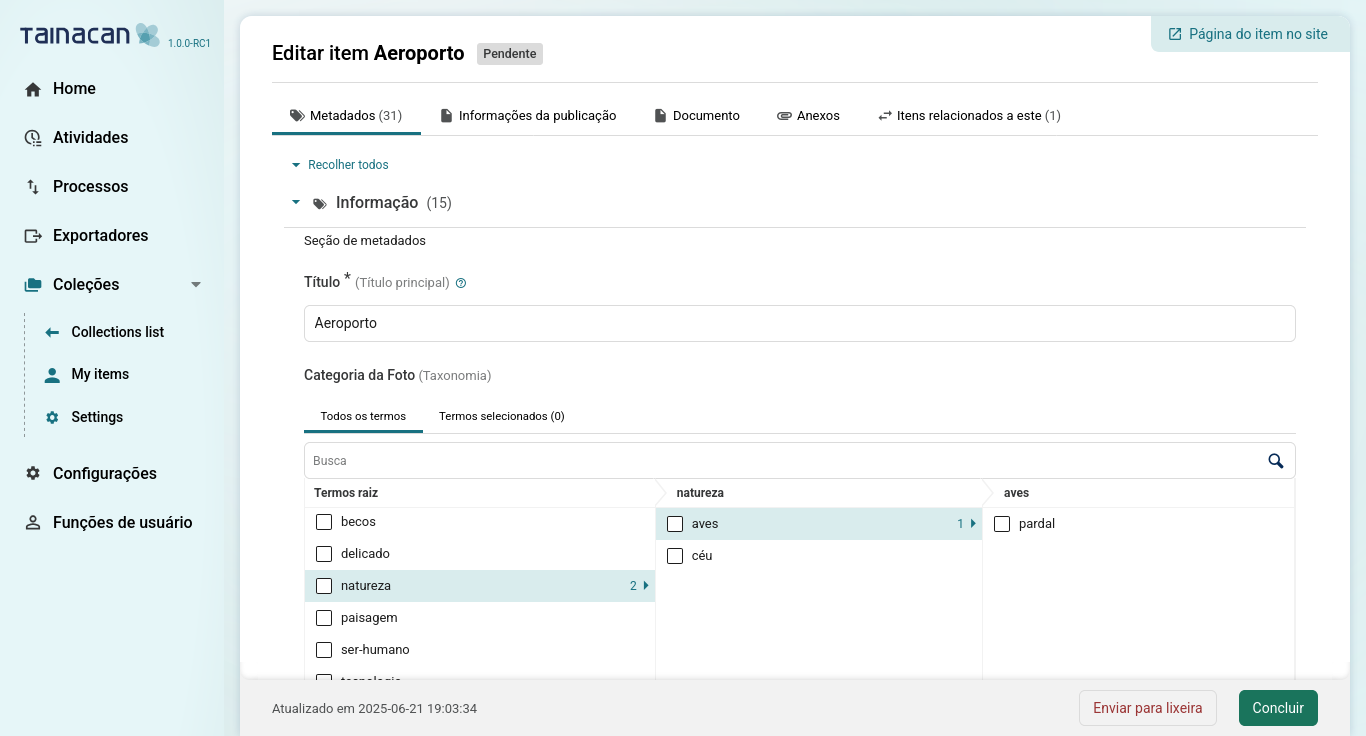 TAINACAN 1.0.0-RC1
Home
Atividades
Processos
Exportadores
Coleções
Collections list
My items
Settings
Configurações
Funções de usuário
Página do item no site
Editar item Aeroporto Pendente
Metadados (31) Informações da publicação Documento Anexos Itens relacionados a este (1)
Recolher todos
Informação (15)
Seção de metadados
Título * (Título principal)
Aeroporto
Categoria da Foto (Taxonomia)
Todos os termos Termos selecionados (0)
Busca
Termos raiz natureza aves
becos aves 1 pardal
delicado céu
natureza 2
paisagem
ser-humano
tecnologia
Atualizado em 2025-06-21 19:03:34 Enviar para lixeira Concluir